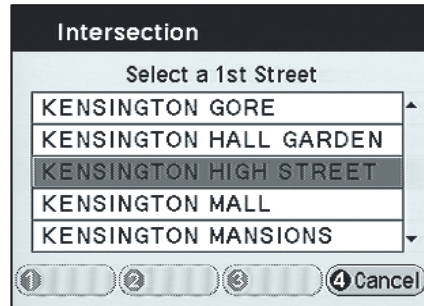 Intersection
Select a 1st Street
KENSINGTON GORE
KENSINGTON HALL GARDEN
KENSINGTON HIGH STREET
KENSINGTON MALL
KENSINGTON MANSIONS
1 2 3 4 Cancel